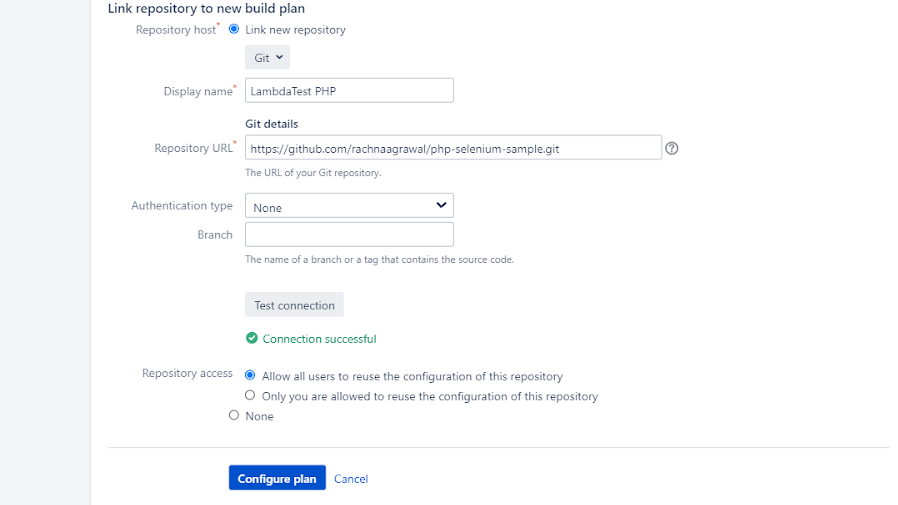 Link repository to new build plan
Repository host* Link new repository
Git
Display name* LambdaTest PHP
Git details
Repository URL* https://github.com/rachnaagrawal/php-selenium-sample.git ?
The URL of your Git repository.
Authentication type None
Branch
The name of a branch or a tag that contains the source code.
Test connection
Connection successful
Repository access Allow all users to reuse the configuration of this repository
Only you are allowed to reuse the configuration of this repository
None
Configure plan Cancel